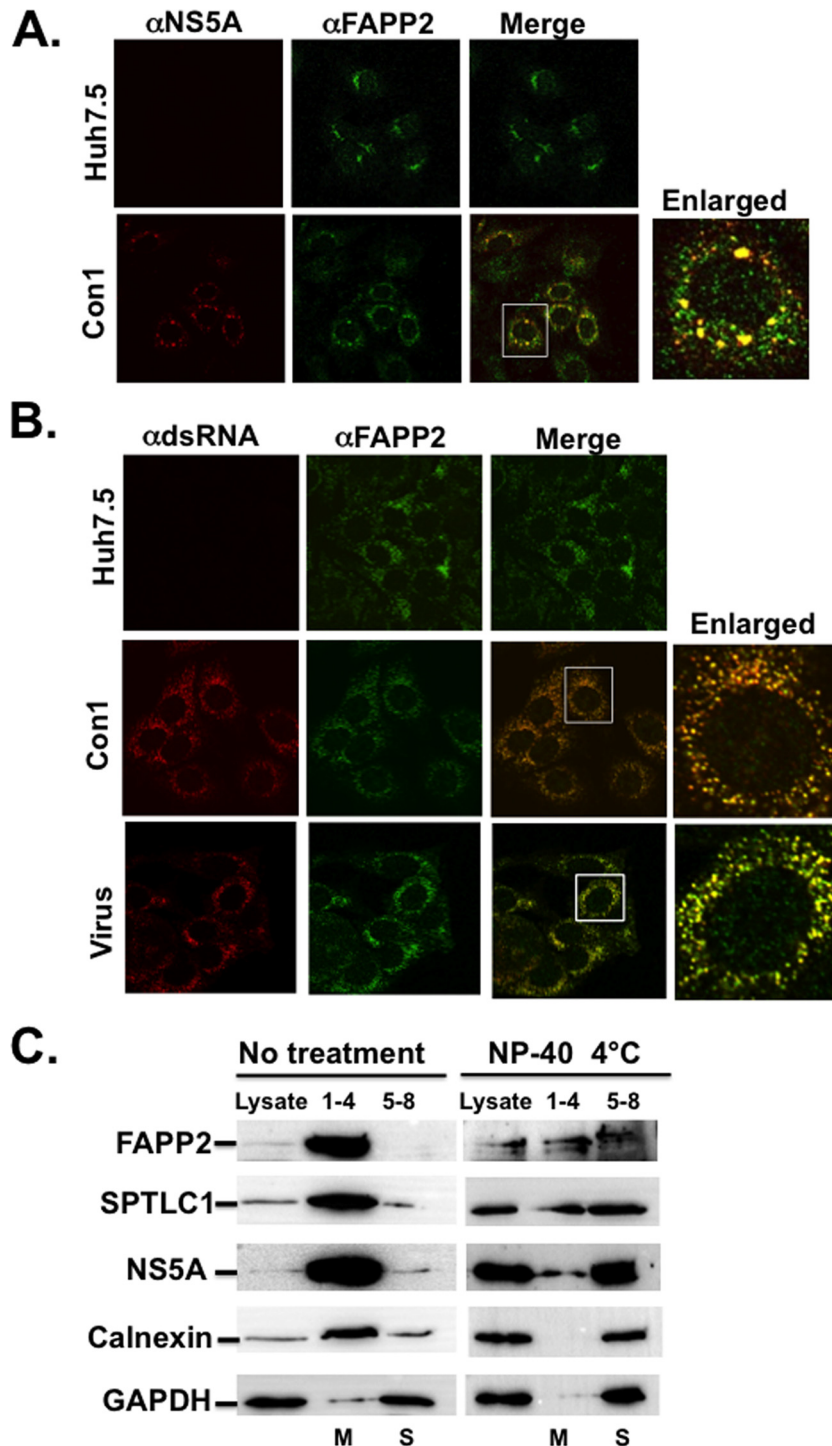 A.
αNS5A αFAPP2 Merge
Huh7.5
Enlarged
Con1
B.
αdsRNA αFAPP2 Merge
Huh7.5
Enlarged
Con1
Virus
C.
No treatment NP-40 4°C
Lysate 1-4 5-8 Lysate 1-4 5-8
FAPP2
SPTLC1
NS5A
Calnexin
GAPDH
M S M S